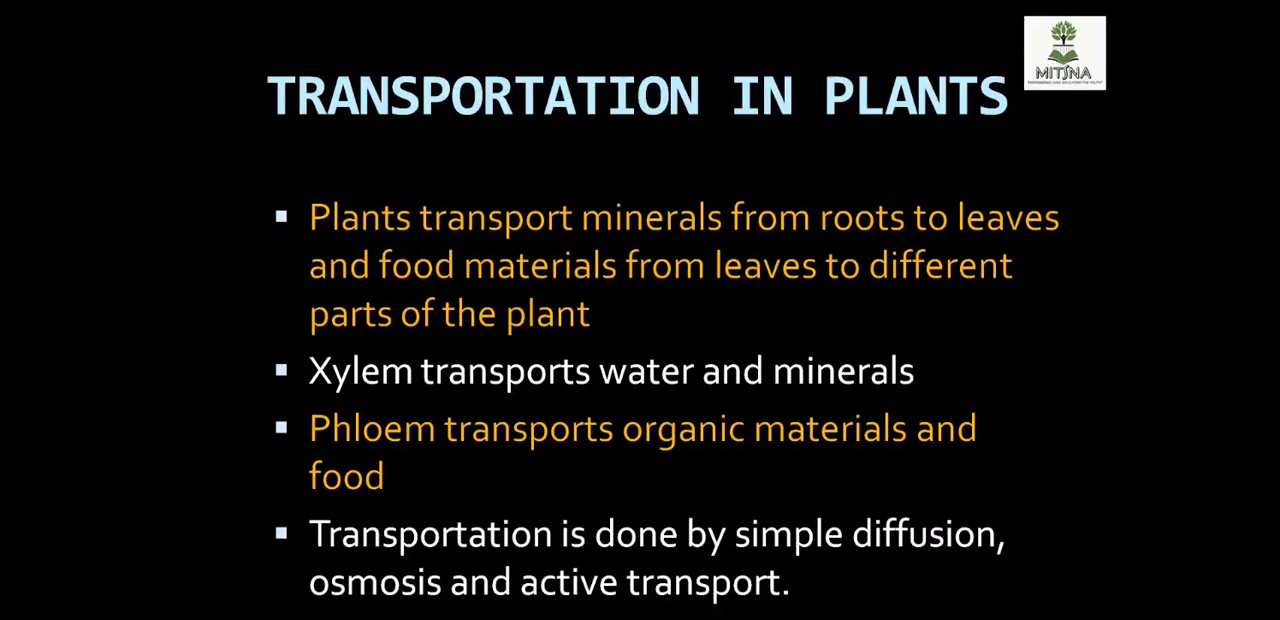 MITSNA
TRANSPORTATION IN PLANTS
▪ Plants transport minerals from roots to leaves
and food materials from leaves to different
parts of the plant
▪ Xylem transports water and minerals
▪ Phloem transports organic materials and
food
▪ Transportation is done by simple diffusion,
osmosis and active transport.